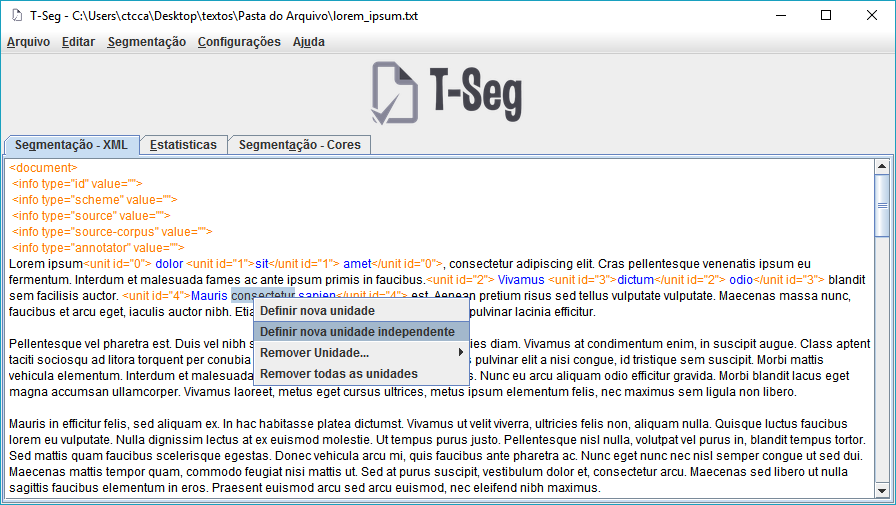 T-Seg - C:\Users\ctcca\Desktop\textos\Pasta do Arquivo\lorem_ipsum.txt
Arquivo Editar Segmentação Configurações Ajuda
T-Seg
Segmentação - XML Estatisticas Segmentação - Cores
<document>
<info type="id" value="">
<info type="scheme" value="">
<info type="source" value="">
<info type="source-corpus" value="">
<info type="annotator" value="">
Lorem ipsum<unit id="0"> dolor <unit id="1">sit</unit id="1"> amet</unit id="0">, consectetur adipiscing elit. Cras pellentesque venenatis ipsum eu
fermentum. Interdum et malesuada fames ac ante ipsum primis in faucibus.<unit id="2"> Vivamus <unit id="3">dictum</unit id="2"> odio</unit id="3"> blandit
sem facilisis auctor. <unit id="4">Mauris consectetur sapien</unit id="4"> est. Aenean pretium risus sed tellus vulputate vulputate. Maecenas massa nunc,
faucibus et arcu eget, iaculis auctor nibh. Etia pulvinar lacinia efficitur.
Definir nova unidade
Definir nova unidade independente
Remover Unidade...
Remover todas as unidades
Pellentesque vel pharetra est. Duis vel nibh s ies diam. Vivamus at condimentum enim, in suscipit augue. Class aptent
taciti sociosqu ad litora torquent per conubia s pulvinar elit a nisi congue, id tristique sem suscipit. Morbi mattis
vehicula elementum. Interdum et malesuada s. Nunc eu arcu aliquam odio efficitur gravida. Morbi blandit lacus eget
magna accumsan ullamcorper. Vivamus laoreet, metus eget cursus ultrices, metus ipsum elementum felis, nec maximus sem ligula non libero.
Mauris in efficitur felis, sed aliquam ex. In hac habitasse platea dictumst. Vivamus ut velit viverra, ultricies felis non, aliquam nulla. Quisque luctus faucibus
lorem eu vulputate. Nulla dignissim lectus at ex euismod molestie. Ut tempus purus justo. Pellentesque nisl nulla, volutpat vel purus in, blandit tempus tortor.
Sed mattis quam faucibus scelerisque egestas. Donec vehicula arcu mi, quis faucibus ante pharetra ac. Nunc eget nunc nec nisl semper congue ut sed dui.
Maecenas mattis tempor quam, commodo feugiat nisi mattis ut. Sed at purus suscipit, vestibulum dolor et, consectetur arcu. Maecenas sed libero ut nulla
sagittis faucibus elementum in eros. Praesent euismod sed arcu euismod, nec eleifend nibh maximus.